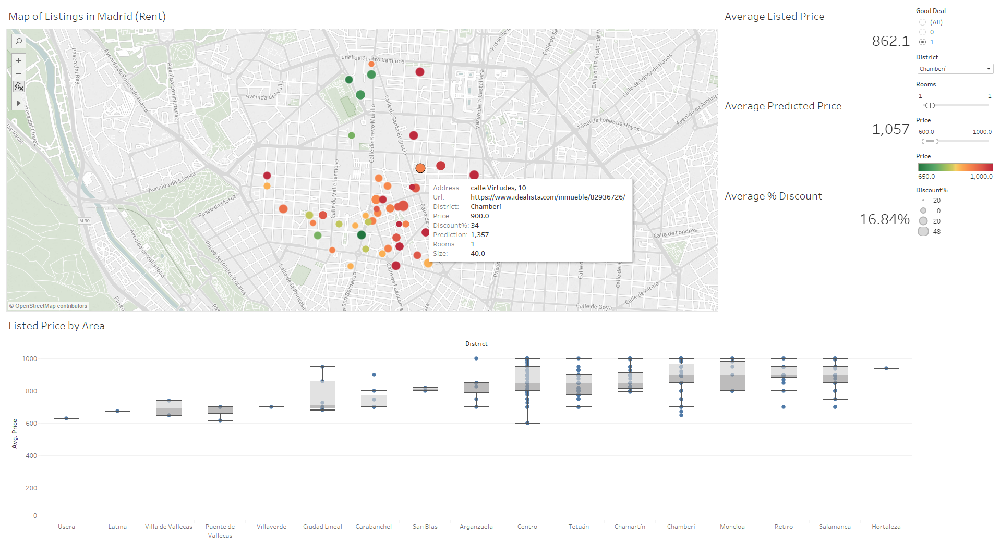 Map of Listings in Madrid (Rent)
Tunel de Cuatro Caminos
Paseo del Rey
Avenida de Puerta de Hierro
Avenida Complutense
Avenida del Valle
Calle de Santa Engracia
Calle de Bravo Murillo
Paseo de la Castellana
Calle del Príncipe de V
Calle de López de Hoyos
Tunel de López de Hoyos
Avenida de Améric
etera del Chalet
las Vacas
Avenida de Séneca
Paseo de Moret
Calle de Vallehermoso
M-30
Avenida de Valladolid
Paseo del Pintor Rosales
Calle de la Princesa
San Bernardo
Calle de Fuencarra
Calle de Londres
Calle de Alcalá
Calle de Goya
Address: calle Virtudes, 10
Url: https://www.idealista.com/inmueble/82936726/
District: Chamberí
Price: 900.0
Discount%: 34
Prediction: 1,357
Rooms: 1
Size: 40.0
© OpenStreetMap contributors
Average Listed Price
862.1
Average Predicted Price
1,057
Average % Discount
16.84%
Good Deal
(All)
0
1
District
Chamberí
Rooms
1 1
Price
600.0 1000.0
Price
650.0 1,000.0
Discount%
-20
0
20
48
Listed Price by Area
District
Avg. Price
1000
800
600
400
200
0
Usera
Latina
Villa de Vallecas
Puente de
Vallecas
Villaverde
Ciudad Lineal
Carabanchel
San Blas
Arganzuela
Centro
Tetuán
Chamartín
Chamberí
Moncloa
Retiro
Salamanca
Hortaleza